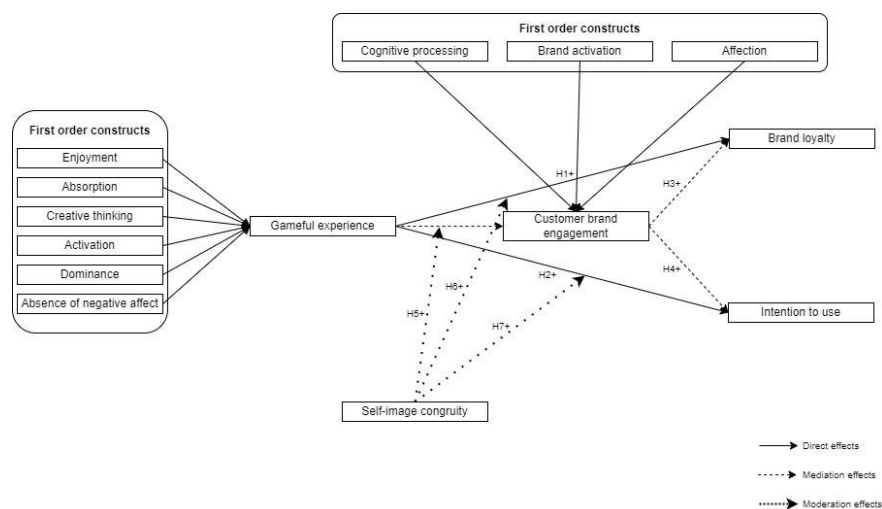 First order constructs
Cognitive processing
Brand activation
Affection
First order constructs
Enjoyment
Absorption
Creative thinking
Activation
Dominance
Absence of negative affect
Gameful experience
Customer brand
engagement
Brand loyalty
Intention to use
Self-image congruity
H1+
H3+
H6+
H2+
H4+
H5+
H7+
Direct effects
Mediation effects
Moderation effects